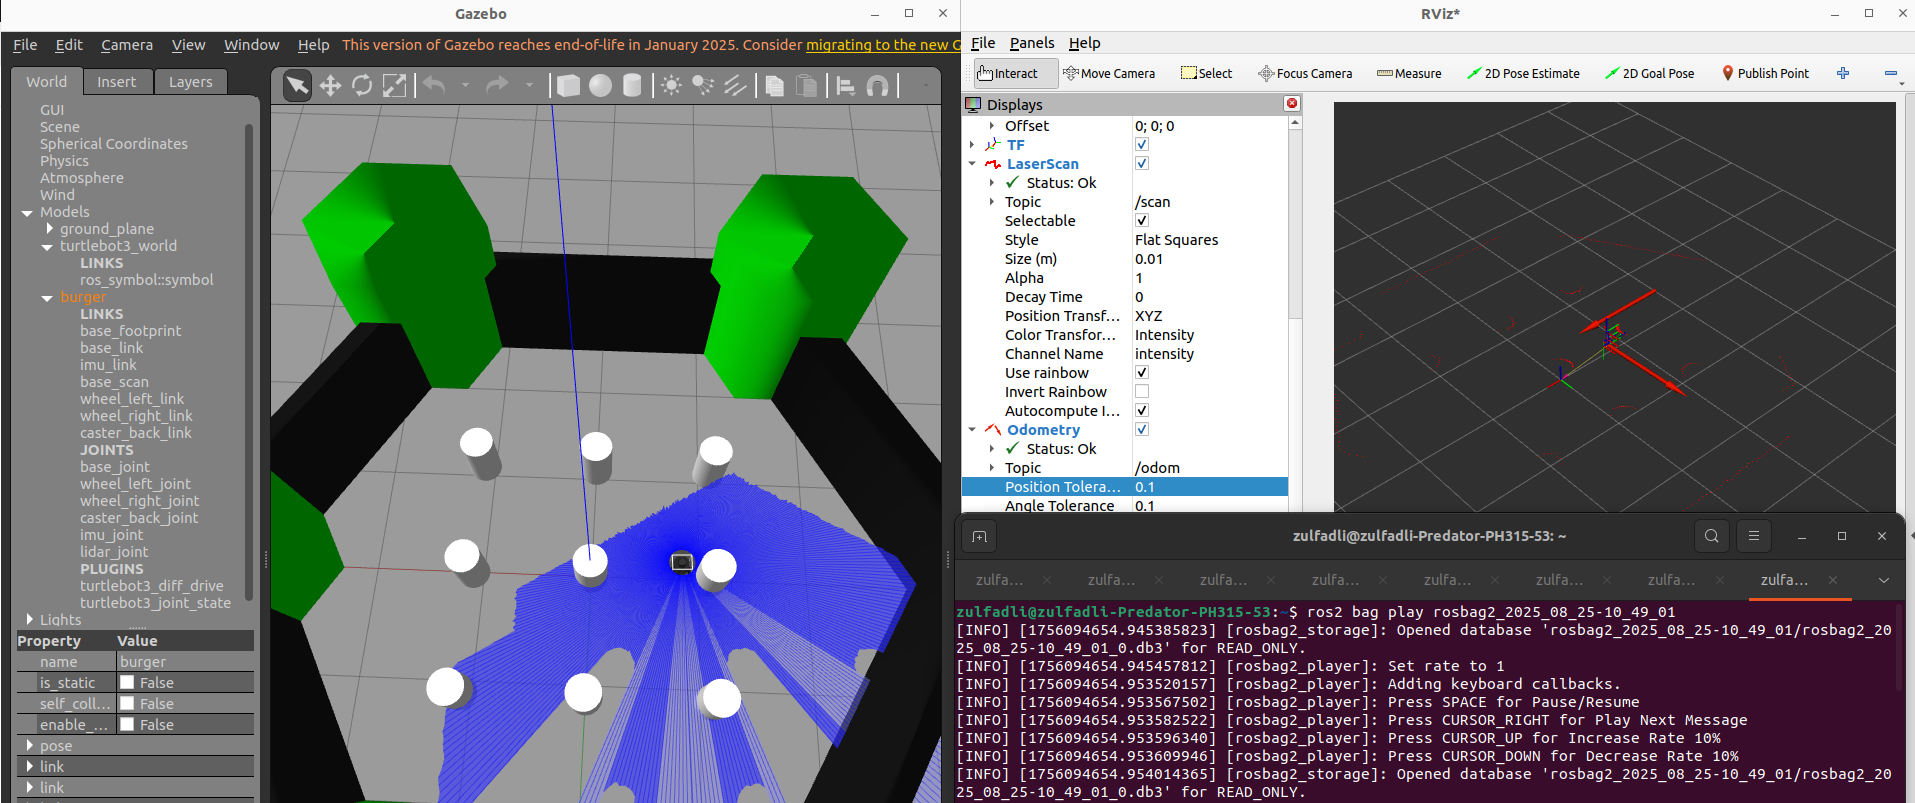 Gazebo
File Edit Camera View Window Help This version of Gazebo reaches end-of-life in January 2025. Consider migrating to the new G
World Insert Layers
GUI
Scene
Spherical Coordinates
Physics
Atmosphere
Wind
Models
ground_plane
turtlebot3_world
LINKS
ros_symbol::symbol
burger
LINKS
base_footprint
base_link
imu_link
base_scan
wheel_left_link
wheel_right_link
caster_back_link
JOINTS
base_joint
wheel_left_joint
wheel_right_joint
caster_back_joint
imu_joint
lidar_joint
PLUGINS
turtlebot3_diff_drive
turtlebot3_joint_state
Lights
Property Value
name burger
is_static False
self_coll... False
enable_... False
pose
link
link
RViz*
File Panels Help
Interact Move Camera Select Focus Camera Measure 2D Pose Estimate 2D Goal Pose Publish Point
Displays
Offset 0; 0; 0
TF
LaserScan
Status: Ok
Topic /scan
Selectable
Style Flat Squares
Size (m) 0.01
Alpha 1
Decay Time 0
Position Transf... XYZ
Color Transfor... Intensity
Channel Name intensity
Use rainbow
Invert Rainbow
Autocompute I...
Odometry
Status: Ok
Topic /odom
Position Tolera... 0.1
Angle Tolerance 0.1
zulfadli@zulfadli-Predator-PH315-53: ~
zulfa... zulfa... zulfa... zulfa... zulfa... zulfa... zulfa... zulfa...
zulfadli@zulfadli-Predator-PH315-53:~$ ros2 bag play rosbag2_2025_08_25-10_49_01
[INFO] [1756094654.945385823] [rosbag2_storage]: Opened database 'rosbag2_2025_08_25-10_49_01/rosbag2_20
25_08_25-10_49_01_0.db3' for READ_ONLY.
[INFO] [1756094654.945457812] [rosbag2_player]: Set rate to 1
[INFO] [1756094654.953520157] [rosbag2_player]: Adding keyboard callbacks.
[INFO] [1756094654.953567502] [rosbag2_player]: Press SPACE for Pause/Resume
[INFO] [1756094654.953582522] [rosbag2_player]: Press CURSOR_RIGHT for Play Next Message
[INFO] [1756094654.953596340] [rosbag2_player]: Press CURSOR_UP for Increase Rate 10%
[INFO] [1756094654.953609946] [rosbag2_player]: Press CURSOR_DOWN for Decrease Rate 10%
[INFO] [1756094654.954014365] [rosbag2_storage]: Opened database 'rosbag2_2025_08_25-10_49_01/rosbag2_20
25_08_25-10_49_01_0.db3' for READ_ONLY.